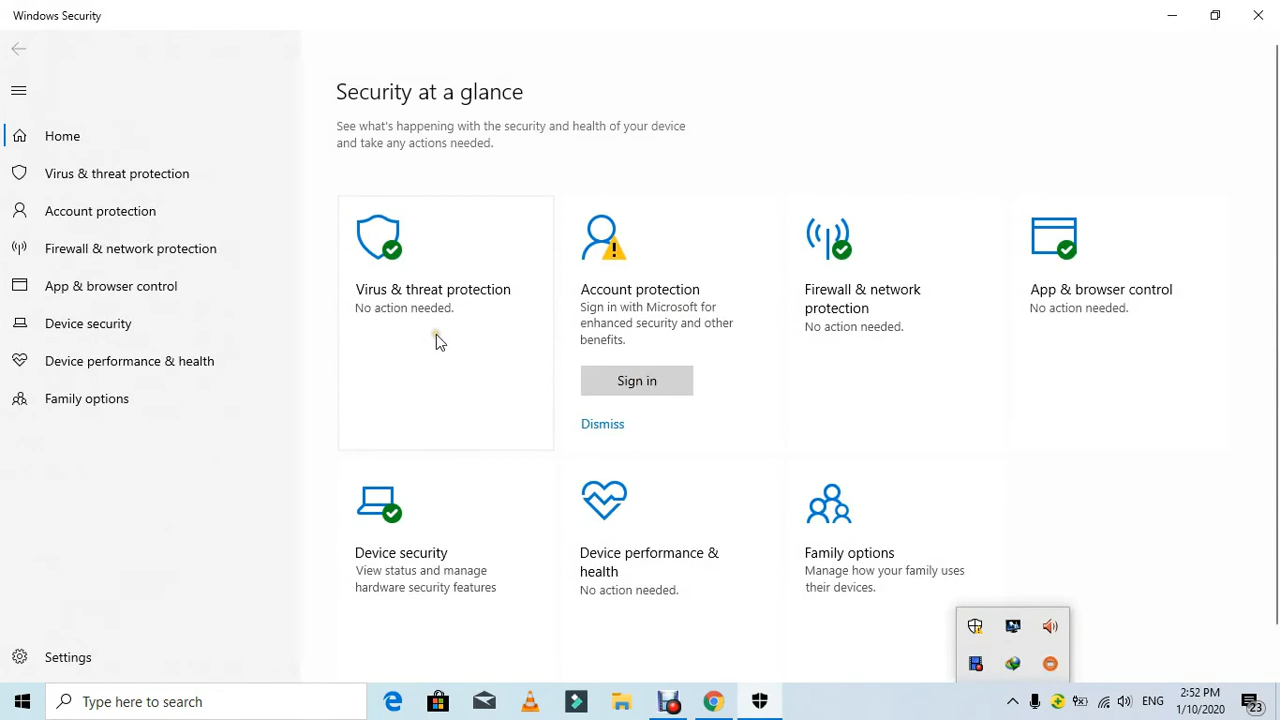 Windows Security
Home
Virus & threat protection
Account protection
Firewall & network protection
App & browser control
Device security
Device performance & health
Family options
Settings
Security at a glance
See what's happening with the security and health of your device
and take any actions needed.
Virus & threat protection
No action needed.
Account protection
Sign in with Microsoft for
enhanced security and other
benefits.
Sign in
Dismiss
Firewall & network
protection
No action needed.
App & browser control
No action needed.
Device security
View status and manage
hardware security features
Device performance &
health
No action needed.
Family options
Manage how your family uses
their devices.
Type here to search
ENG
2:52 PM
1/10/2020
23